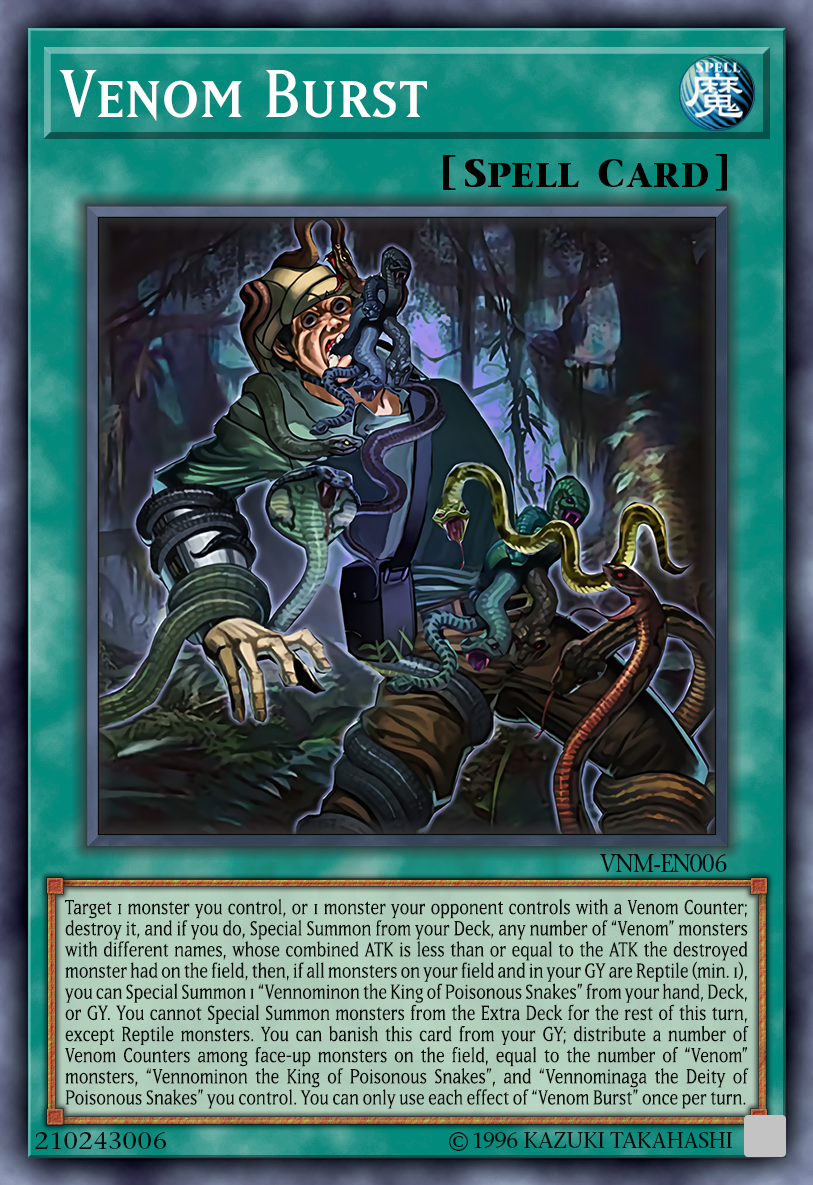 Venom Burst
SPELL
魔
[Spell Card]
VNM-EN006
Target 1 monster you control, or 1 monster your opponent controls with a Venom Counter;
destroy it, and if you do, Special Summon from your Deck, any number of “Venom” monsters
with different names, whose combined ATK is less than or equal to the ATK the destroyed
monster had on the field, then, if all monsters on your field and in your GY are Reptile (min. 1),
you can Special Summon 1 “Vennominon the King of Poisonous Snakes” from your hand, Deck,
or GY. You cannot Special Summon monsters from the Extra Deck for the rest of this turn,
except Reptile monsters. You can banish this card from your GY; distribute a number of
Venom Counters among face-up monsters on the field, equal to the number of “Venom”
monsters, “Vennominon the King of Poisonous Snakes”, and “Vennominaga the Deity of
Poisonous Snakes” you control. You can only use each effect of “Venom Burst” once per turn.
210243006
© 1996 KAZUKI TAKAHASHI